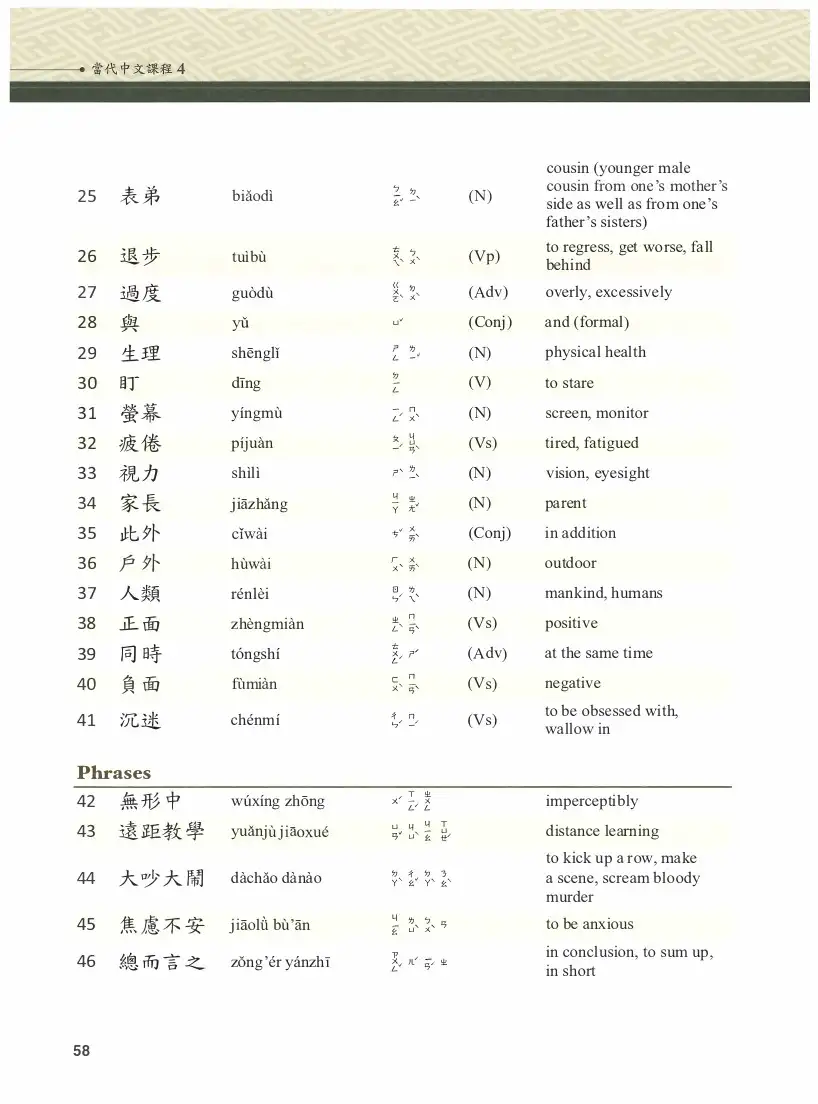 當代中文課程 4
25 表弟 biǎodì ㄅㄧㄠˇ ㄉㄧˋ (N) cousin (younger male
cousin from one’s mother’s
side as well as from one’s
father’s sisters)
26 退步 tuìbù ㄊㄨㄟˋ ㄅㄨˋ (Vp) to regress, get worse, fall
behind
27 過度 guòdù ㄍㄨㄛˋ ㄉㄨˋ (Adv) overly, excessively
28 與 yǔ ㄩˇ (Conj) and (formal)
29 生理 shēnglǐ ㄕㄥ ㄌㄧˇ (N) physical health
30 盯 dīng ㄉㄧㄥ (V) to stare
31 螢幕 yíngmù ㄧㄥˊ ㄇㄨˋ (N) screen, monitor
32 疲倦 píjuàn ㄆㄧˊ ㄐㄩㄢˋ (Vs) tired, fatigued
33 視力 shìlì ㄕˋ ㄌㄧˋ (N) vision, eyesight
34 家長 jiāzhǎng ㄐㄧㄚ ㄓㄤˇ (N) parent
35 此外 cǐwài ㄘˇ ㄨㄞˋ (Conj) in addition
36 戶外 hùwài ㄏㄨˋ ㄨㄞˋ (N) outdoor
37 人類 rénlèi ㄖㄣˊ ㄌㄟˋ (N) mankind, humans
38 正面 zhèngmiàn ㄓㄥˋ ㄇㄧㄢˋ (Vs) positive
39 同時 tóngshí ㄊㄨㄥˊ ㄕˊ (Adv) at the same time
40 負面 fùmiàn ㄈㄨˋ ㄇㄧㄢˋ (Vs) negative
41 沉迷 chénmí ㄔㄣˊ ㄇㄧˊ (Vs) to be obsessed with,
wallow in
Phrases
42 無形中 wúxíng zhōng ㄨˊ ㄒㄧㄥˊ ㄓㄨㄥ imperceptibly
43 遠距教學 yuǎnjù jiāoxué ㄩㄢˇ ㄐㄩˋ ㄐㄧㄠ ㄒㄩㄝˊ distance learning
44 大吵大鬧 dàchǎo dànào ㄉㄚˋ ㄔㄠˇ ㄉㄚˋ ㄋㄠˋ to kick up a row, make
a scene, scream bloody
murder
45 焦慮不安 jiāolǜ bù’ān ㄐㄧㄠ ㄌㄩˋ ㄅㄨˋ ㄢ to be anxious
46 總而言之 zǒng’ér yánzhī ㄗㄨㄥˇ ㄦˊ ㄧㄢˊ ㄓ in conclusion, to sum up,
in short
58